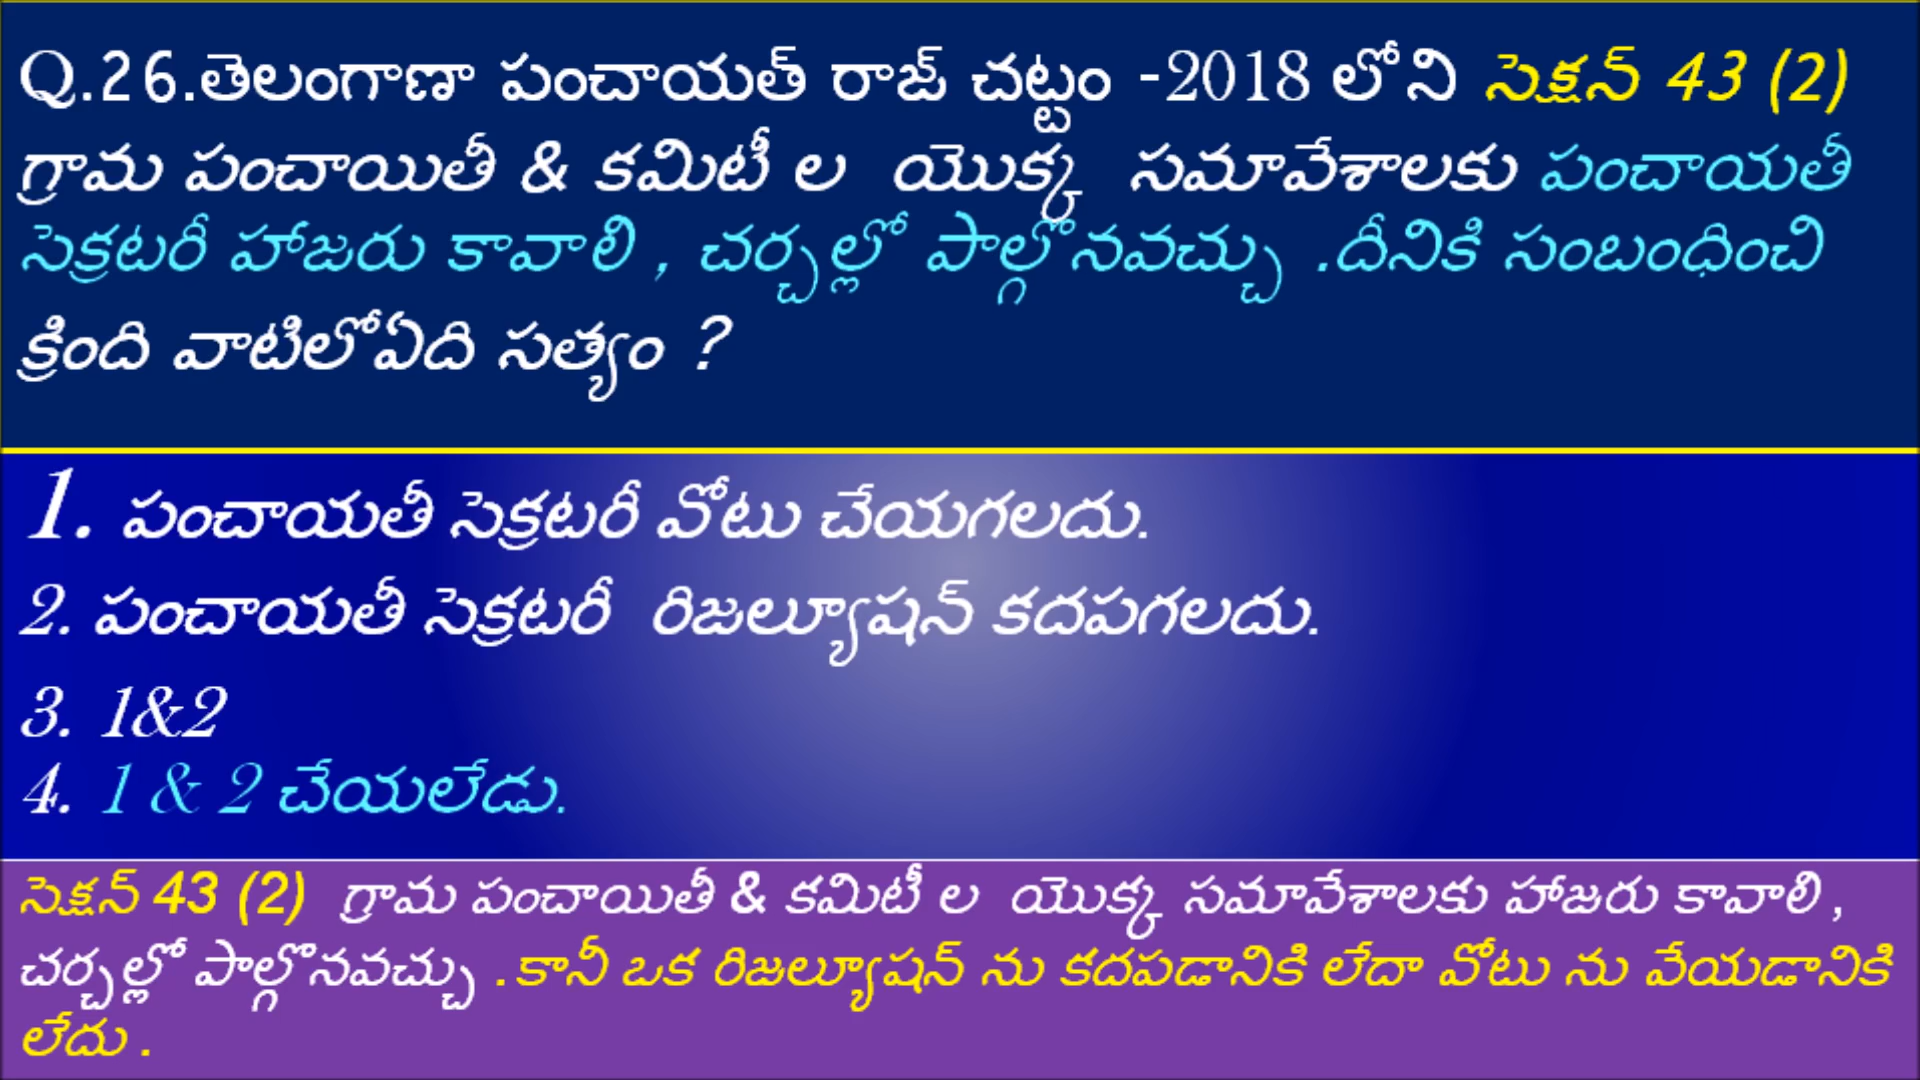 Q.26.తెలంగాణా పంచాయత్ రాజ్ చట్టం -2018 లోని సెక్షన్ 43 (2)
గ్రామ పంచాయితీ & కమిటీ ల యొక్క సమావేశాలకు పంచాయతీ
సెక్రటరీ హాజరు కావాలి , చర్చల్లో పాల్గొనవచ్చు .దీనికి సంబంధించి
క్రింది వాటిలోఏది సత్యం ?
1. పంచాయతీ సెక్రటరీ వోటు చేయగలదు.
2. పంచాయతీ సెక్రటరీ రిజల్యూషన్ కదపగలదు.
3. 1&2
4. 1 & 2 చేయలేడు.
సెక్షన్ 43 (2) గ్రామ పంచాయితీ & కమిటీ ల యొక్క సమావేశాలకు హాజరు కావాలి ,
చర్చల్లో పాల్గొనవచ్చు .కానీ ఒక రిజల్యూషన్ ను కదపడానికి లేదా వోటు ను వేయడానికి
లేదు .